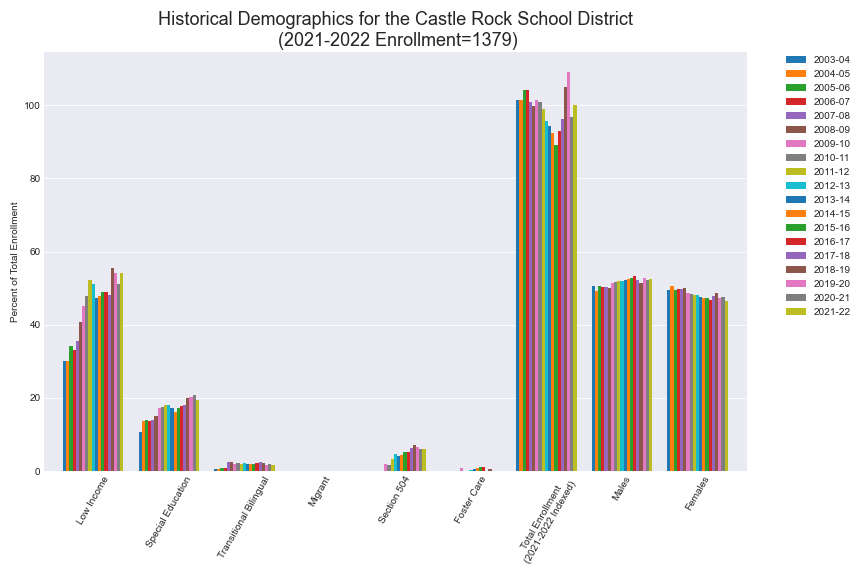 Historical Demographics for the Castle Rock School District
(2021-2022 Enrollment=1379)
Percent of Total Enrollment
100
80
60
40
20
0
Low Income
Special Education
Transitional Bilingual
Migrant
Section 504
Foster Care
Total Enrollment
(2021-2022 Indexed)
Males
Females
2003-04
2004-05
2005-06
2006-07
2007-08
2008-09
2009-10
2010-11
2011-12
2012-13
2013-14
2014-15
2015-16
2016-17
2017-18
2018-19
2019-20
2020-21
2021-22